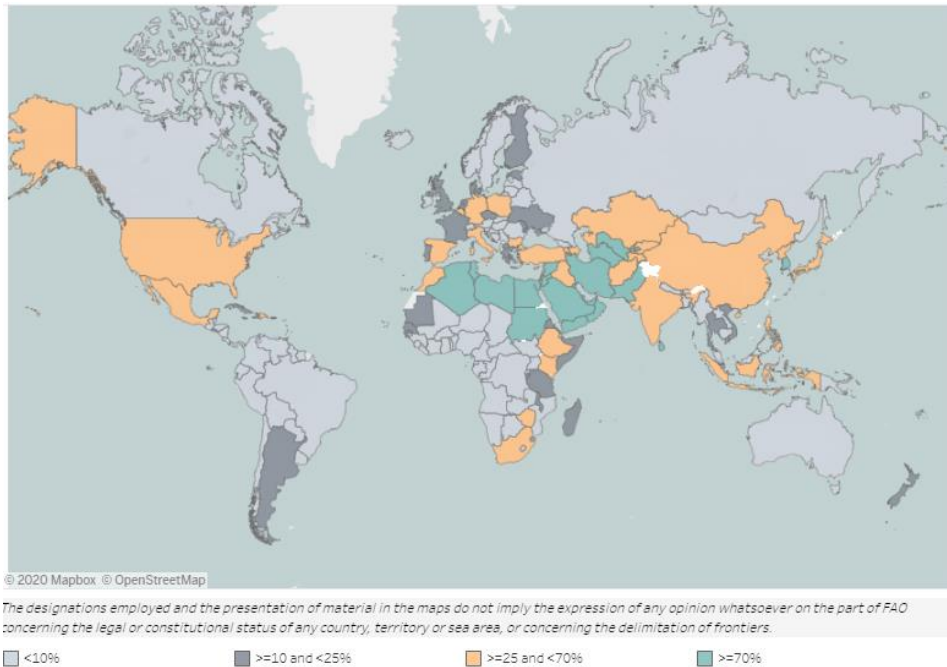 © 2020 Mapbox © OpenStreetMap
The designations employed and the presentation of material in the maps do not imply the expression of any opinion whatsoever on the part of FAO
concerning the legal or constitutional status of any country, territory or sea area, or concerning the delimitation of frontiers.
<10% >=10 and <25% >=25 and <70% >=70%